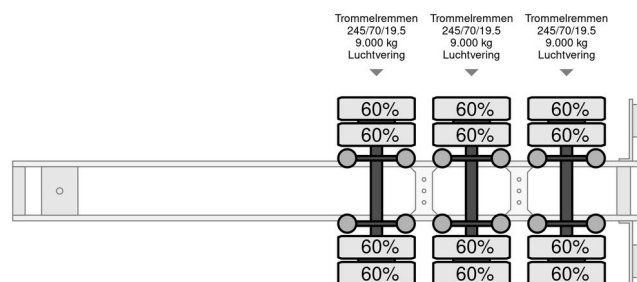 Trommelremmen
245/70/19.5
9.000 kg
Luchtvering
Trommelremmen
245/70/19.5
9.000 kg
Luchtvering
Trommelremmen
245/70/19.5
9.000 kg
Luchtvering
60% 60% 60%
60% 60% 60%
60% 60% 60%
60% 60% 60%